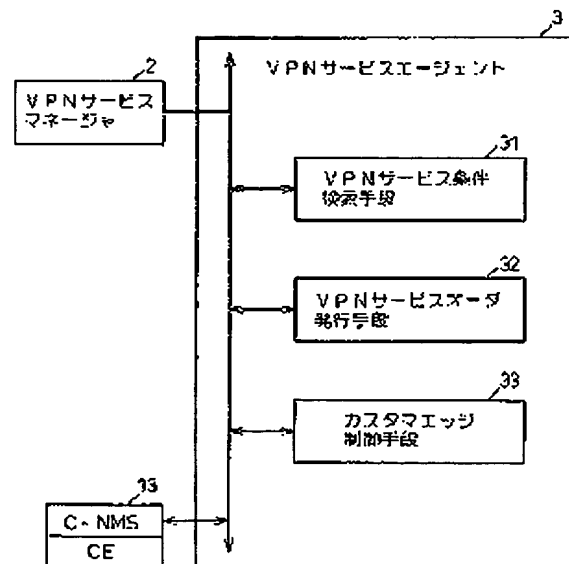 3
VPNサービスエージェント
2
VPNサービス
マネージャ
31
VPNサービス条件
検索手段
32
VPNサービスオーダ
発行手段
33
カスタマエッジ
制御手段
33
C-NMS
CE